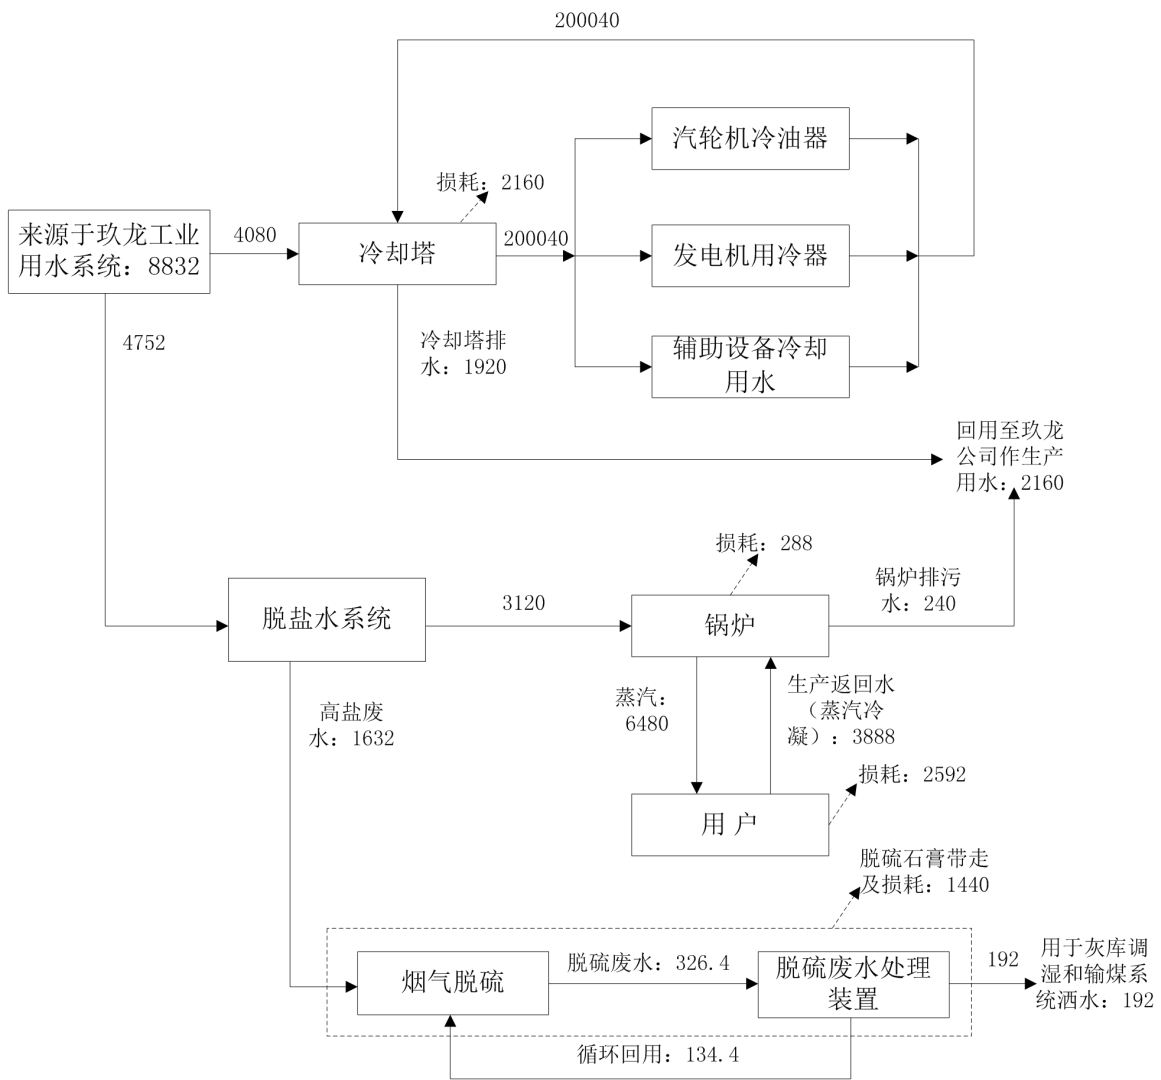 200040
汽轮机冷油器
损耗：2160
来源于玖龙工业
用水系统：8832
4080
冷却塔
200040
发电机用冷器
4752
冷却塔排
水：1920
辅助设备冷却
用水
回用至玖龙
公司作生产
用水：2160
损耗：288
锅炉排污
水：240
脱盐水系统
3120
锅炉
高盐废
水：1632
蒸汽：
6480
生产返回水
（蒸汽冷
凝）：3888
损耗：2592
用 户
脱硫石膏带走
及损耗：1440
烟气脱硫
脱硫废水：326.4
脱硫废水处理
装置
192
用于灰库调
湿和输煤系
统洒水：192
循环回用：134.4